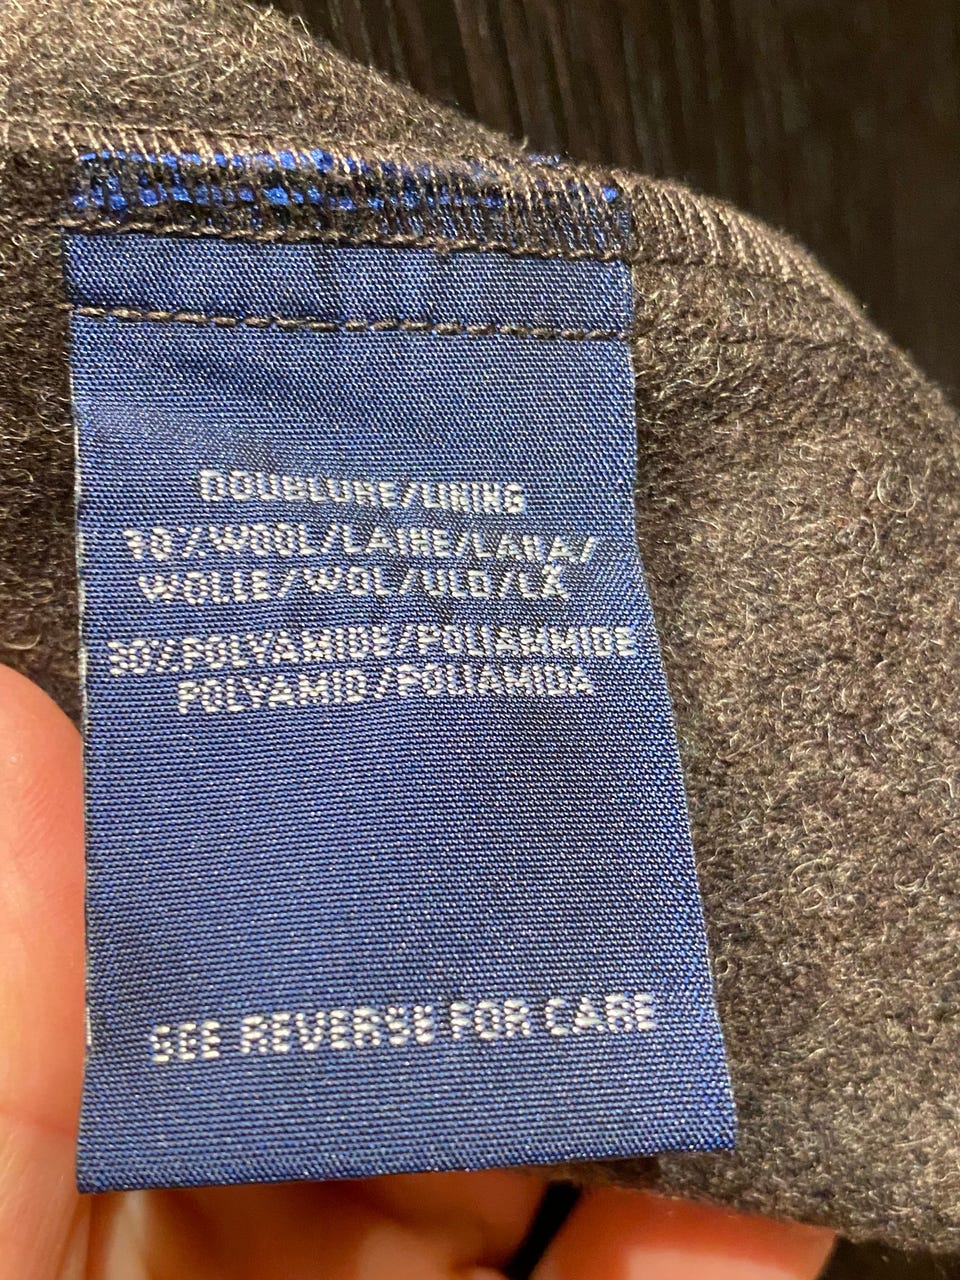 DOUBLURE/LINING
70%WOOL/LAINE/LANA/
WOLLE/WOL/ULD/LÃ
30%POLYAMIDE/POLIAMMIDE
POLYAMID/POLIAMIDA
SEE REVERSE FOR CARE